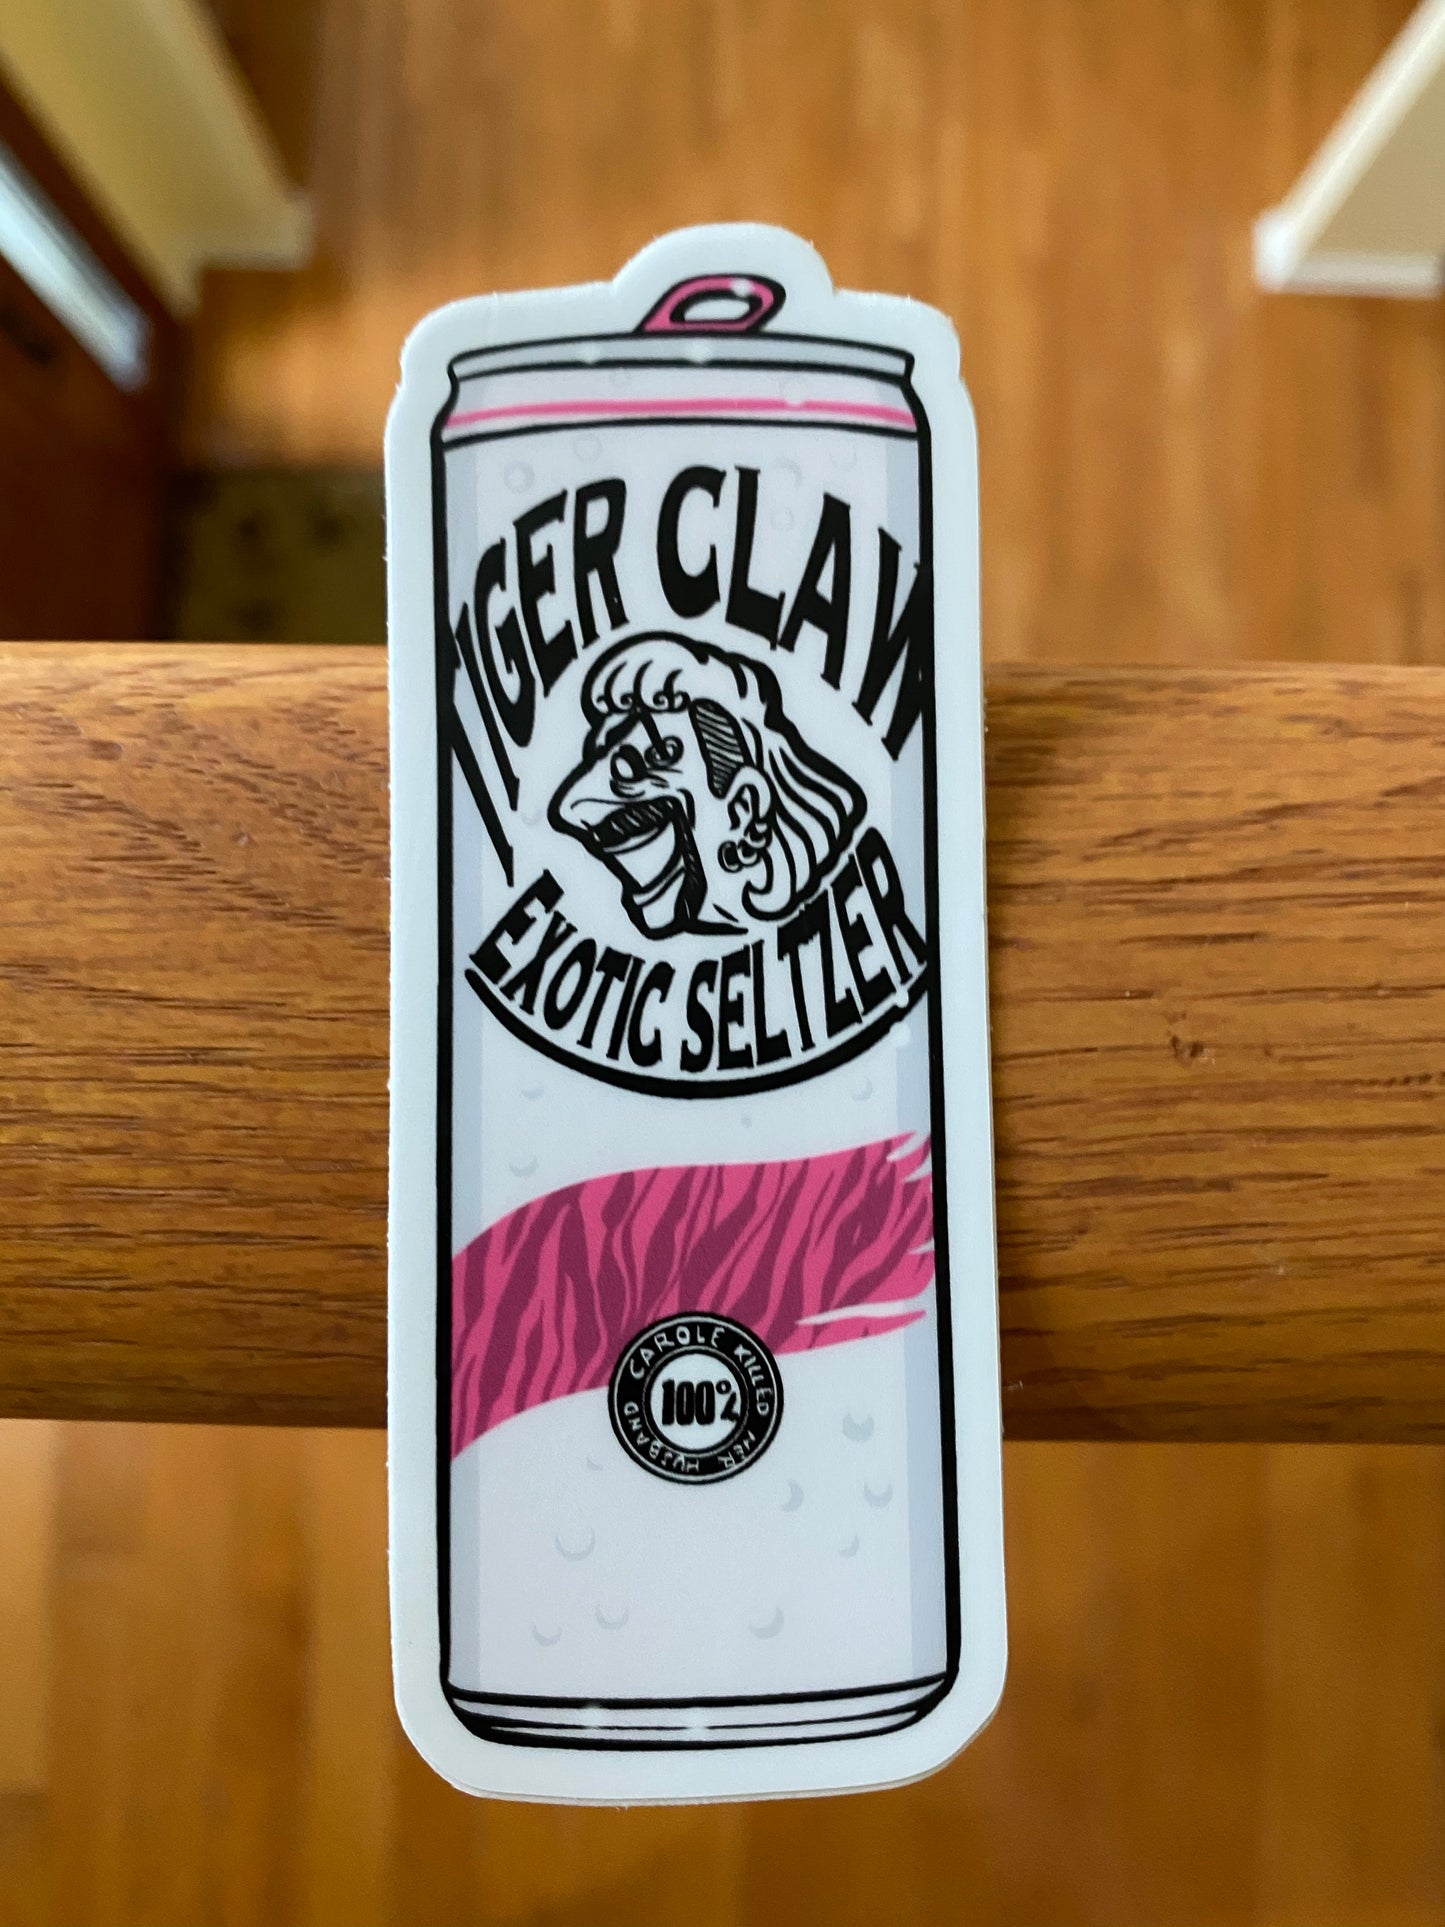 TIGER CLAW
EXOTIC SELTZER
CAROLE KILLED HER HUSBAND
100%